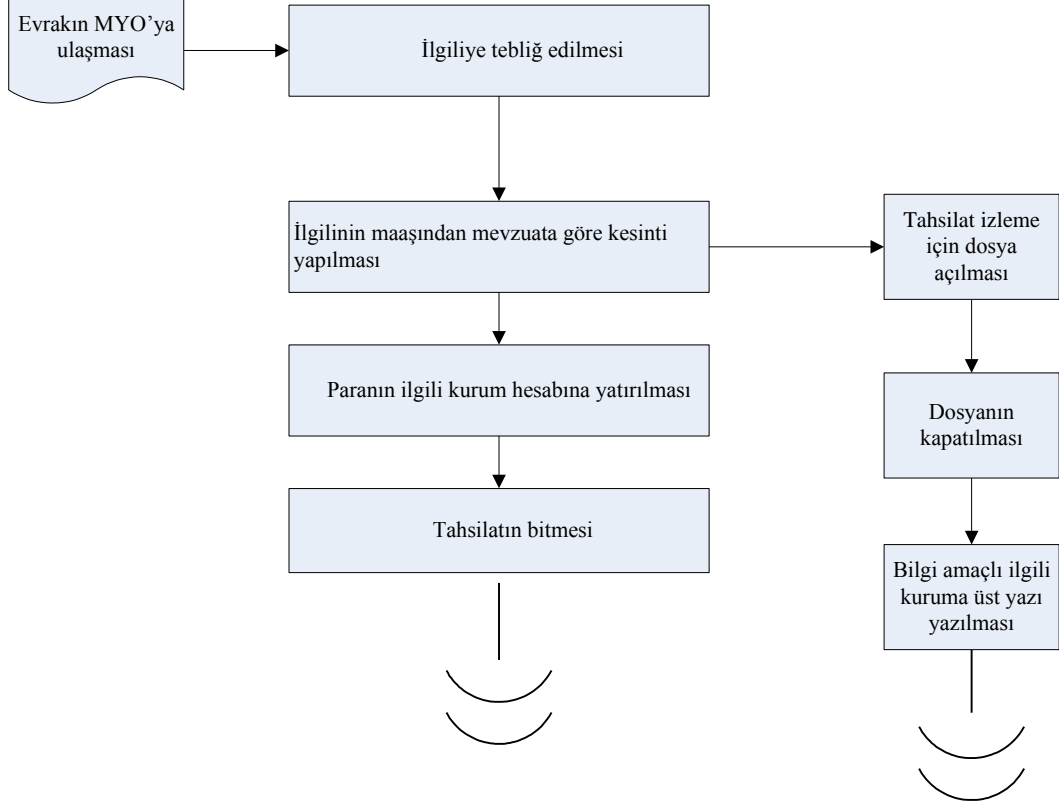 Evrakın MYO’ya
ulaşması
İlgiliye tebliğ edilmesi
İlgilinin maaşından mevzuata göre kesinti
yapılması
Tahsilat izleme
için dosya
açılması
Paranın ilgili kurum hesabına yatırılması
Dosyanın
kapatılması
Tahsilatın bitmesi
Bilgi amaçlı ilgili
kuruma üst yazı
yazılması